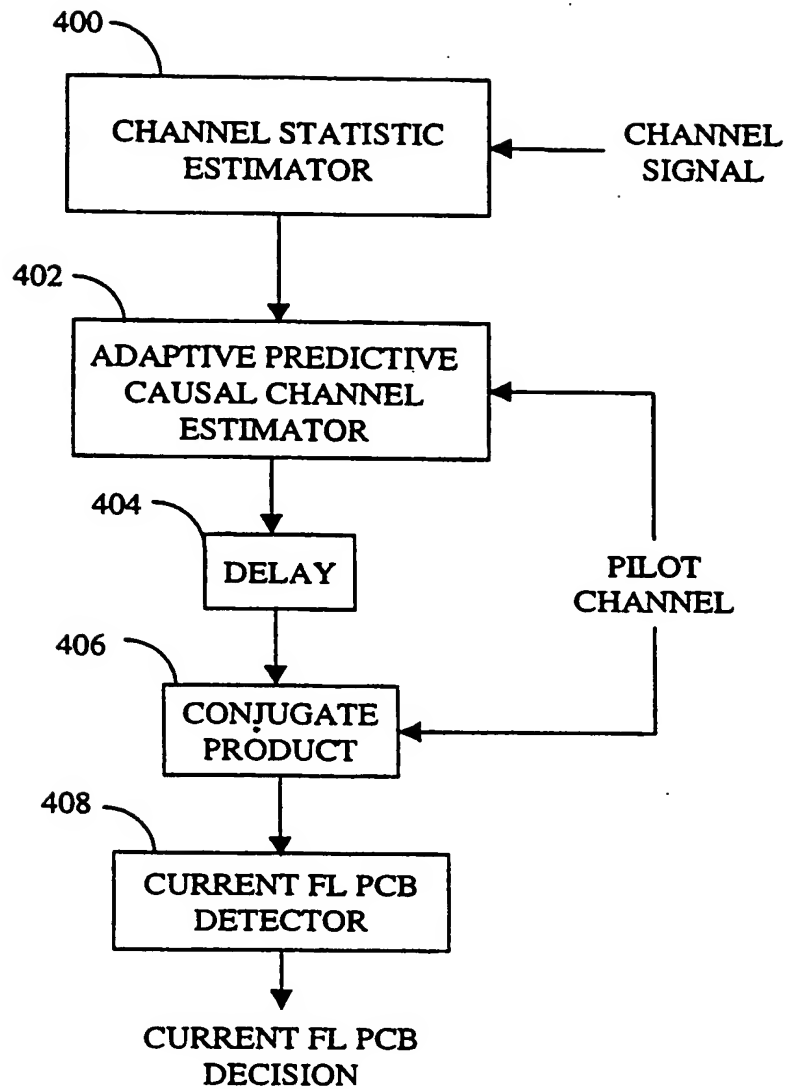 400
CHANNEL STATISTIC
ESTIMATOR
CHANNEL
SIGNAL
402
ADAPTIVE PREDICTIVE
CAUSAL CHANNEL
ESTIMATOR
404
DELAY
PILOT
CHANNEL
406
CONJUGATE
PRODUCT
408
CURRENT FL PCB
DETECTOR
CURRENT FL PCB
DECISION